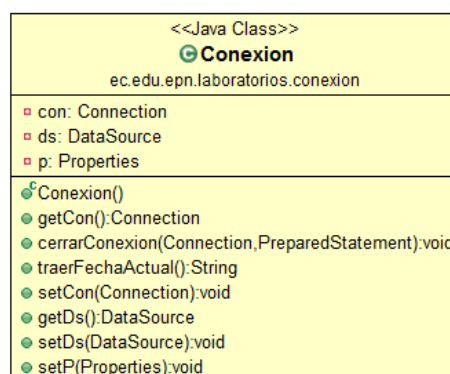 <<Java Class>>
Conexion
ec.edu.epn.laboratorios.conexion
con: Connection
ds: DataSource
p: Properties
Conexion()
getCon():Connection
cerrarConexion(Connection,PreparedStatement):void
traerFechaActual():String
setCon(Connection):void
getDs():DataSource
setDs(DataSource):void
setP(Properties):void